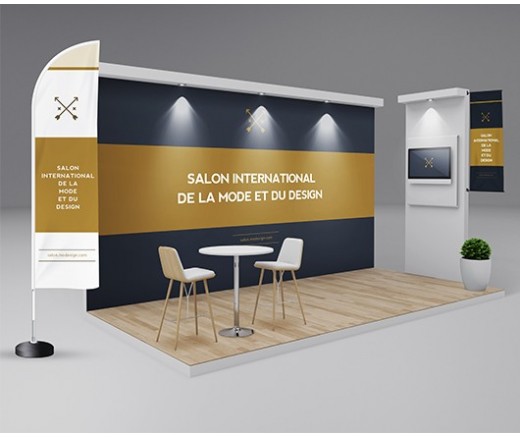 SALON
INTERNATIONAL
DE LA
MODE
ET DU
DESIGN
SALON INTERNATIONAL
DE LA MODE ET DU DESIGN
SALON
INTERNATIONAL
DE LA
MODE
ET DU
DESIGN